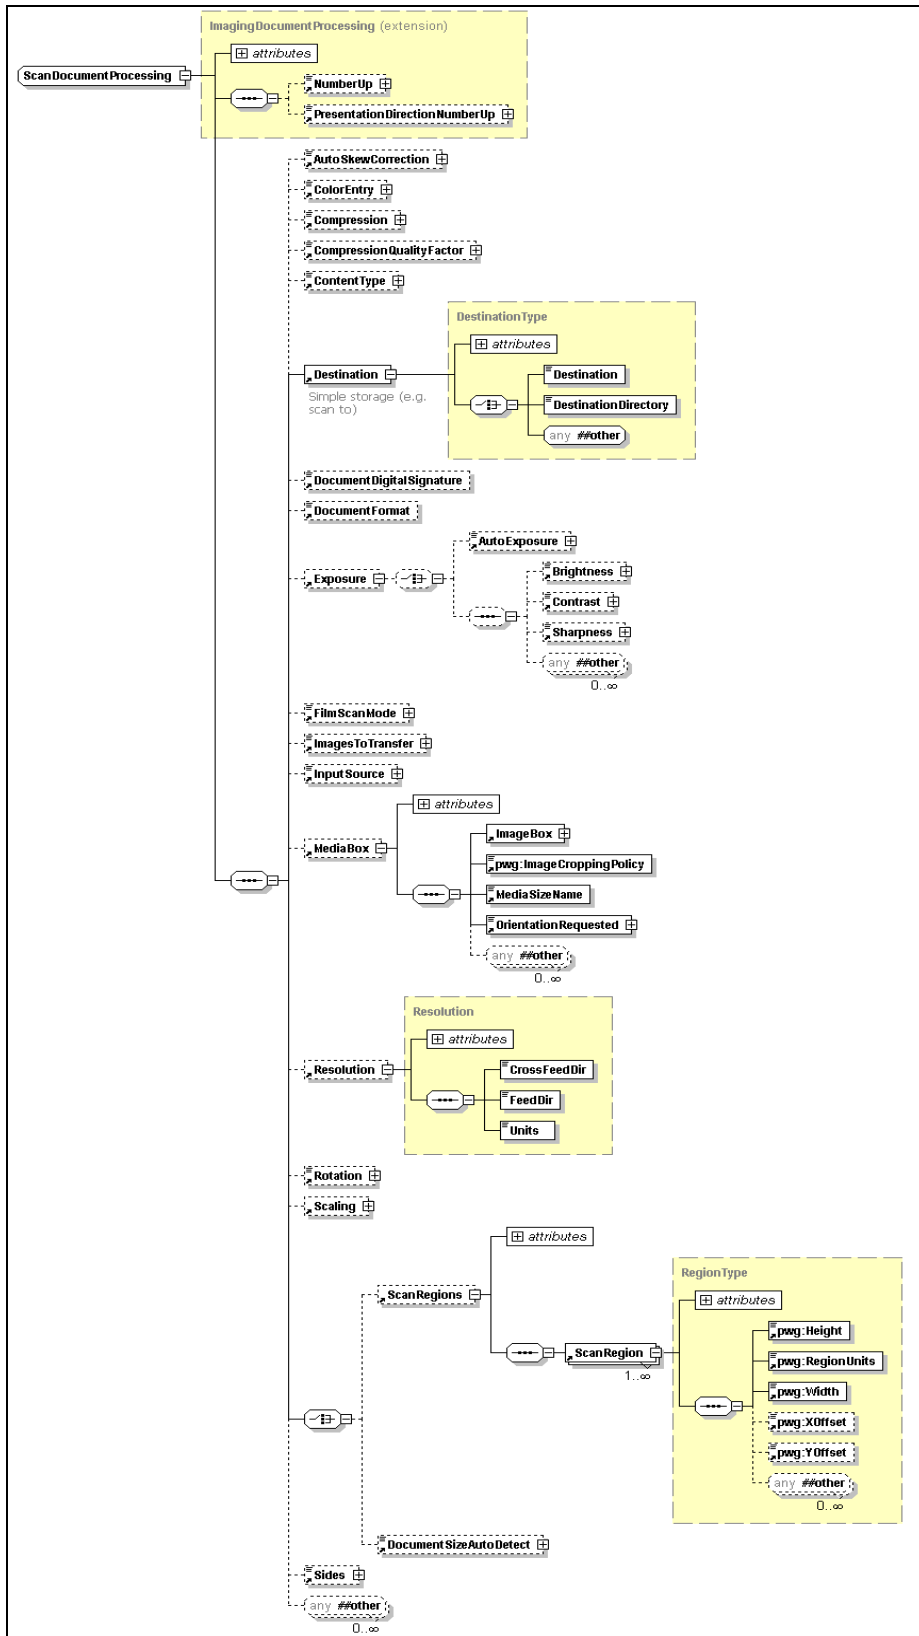 ImagingDocumentProcessing (extension)
attributes
ScanDocumentProcessing
NumberUp
PresentationDirectionNumberUp
AutoSkewCorrection
ColorEntry
Compression
CompressionQualityFactor
ContentType
DestinationType
attributes
Destination
Destination
Simple storage (e.g.
scan to)
DestinationDirectory
any ##other
DocumentDigitalSignature
DocumentFormat
AutoExposure
Exposure
Brightness
Contrast
Sharpness
any ##other
0..∞
FilmScanMode
ImagesToTransfer
InputSource
attributes
MediaBox
ImageBox
pwg:ImageCroppingPolicy
MediaSizeName
OrientationRequested
any ##other
0..∞
Resolution
attributes
Resolution
CrossFeedDir
FeedDir
Units
Rotation
Scaling
attributes
ScanRegions
RegionType
attributes
ScanRegion
1..∞
pwg:Height
pwg:RegionUnits
pwg:Width
pwg:XOffset
pwg:YOffset
any ##other
0..∞
DocumentSizeAutoDetect
Sides
any ##other
0..∞